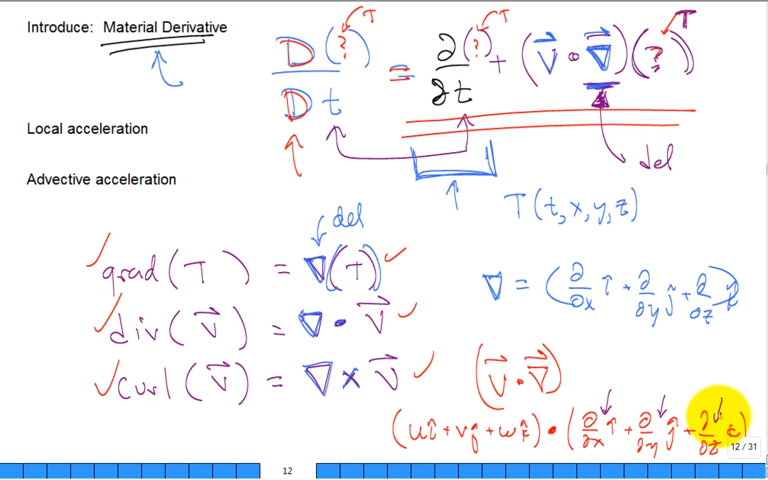 Introduce: Material Derivative
D(?)/Dt = ∂(?)/∂t + (V⃗ • ∇⃗)(?)
T T T
Local acceleration
del
Advective acceleration
T(t,x,y,z)
del
grad(T) = ∇(T)
∇ = (∂/∂x î + ∂/∂y ĵ + ∂/∂z k̂)
div(V⃗) = ∇ • V⃗
curl(V⃗) = ∇ × V⃗
(V⃗ • ∇⃗)
(uî + vĵ + wk̂) • (∂/∂x î + ∂/∂y ĵ + ∂/∂z k̂)
12 / 31
12